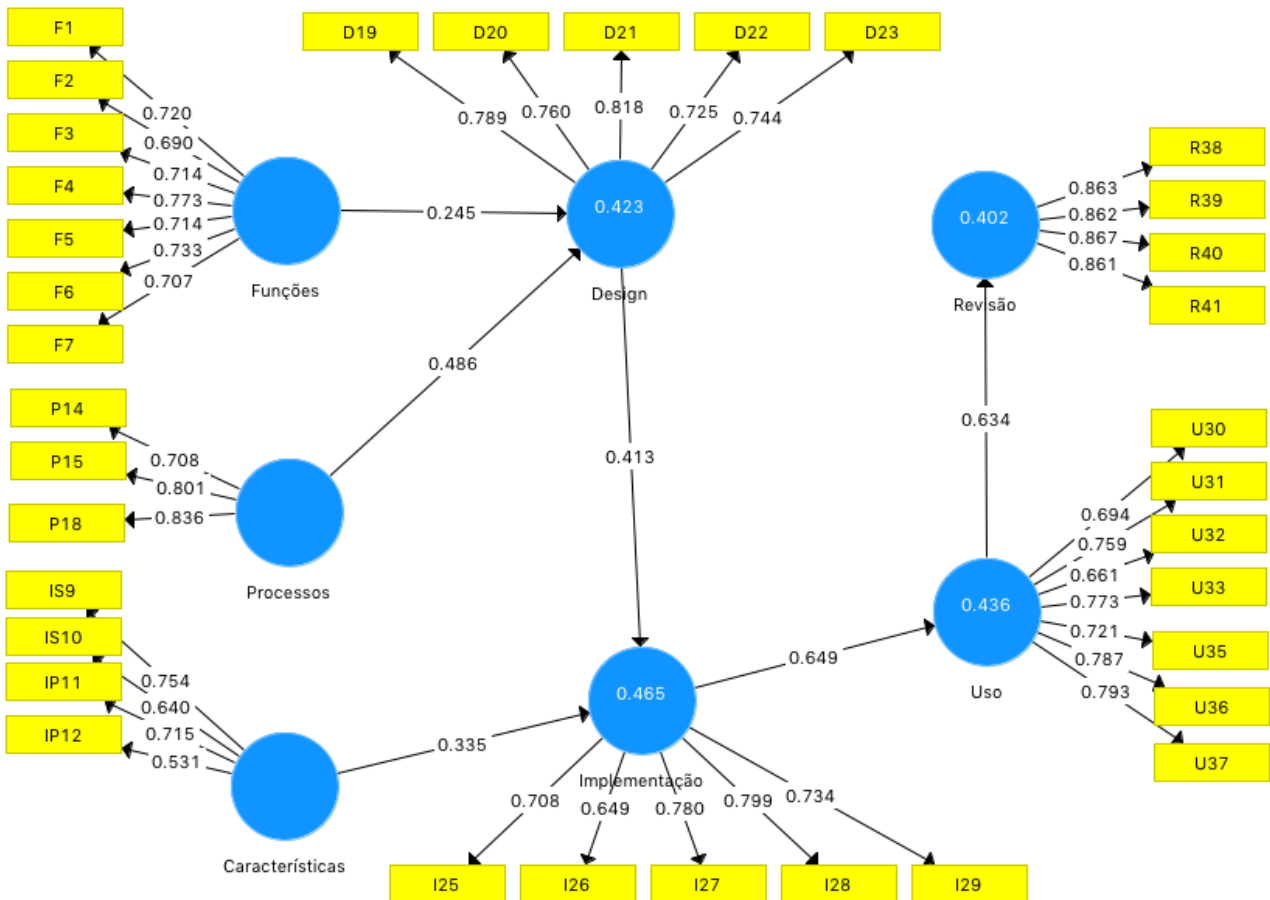 F1
F2
F3
F4
F5
F6
F7
0.720
0.690
0.714
0.773
0.714
0.733
0.707
Funções
D19
D20
D21
D22
D23
0.789
0.760
0.818
0.725
0.744
0.245
0.423
Design
R38
R39
R40
R41
0.863
0.862
0.867
0.861
0.402
Revisão
P14
P15
P18
0.708
0.801
0.836
Processos
0.486
0.413
0.634
U30
U31
U32
U33
U35
U36
U37
0.694
0.759
0.661
0.773
0.721
0.787
0.793
0.436
Uso
IS9
IS10
IP11
IP12
0.754
0.640
0.715
0.531
Características
0.335
0.465
Implementação
0.649
0.708
0.649
0.780
0.799
0.734
I25
I26
I27
I28
I29